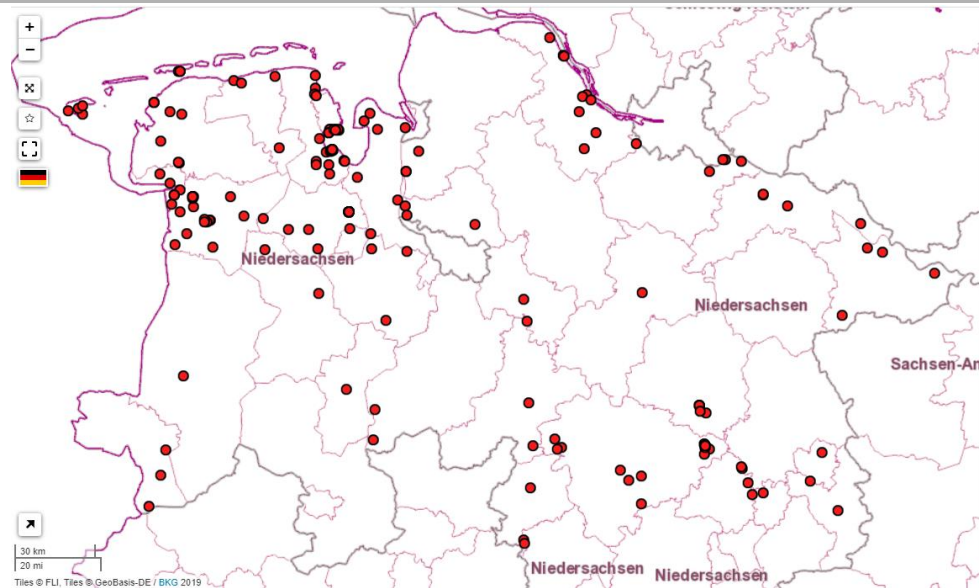 +
−
Niedersachsen
Niedersachsen
Sachsen-An
30 km
20 mi
Niedersachsen
Niedersachsen
Tiles © FLI, Tiles © GeoBasis-DE / BKG 2019